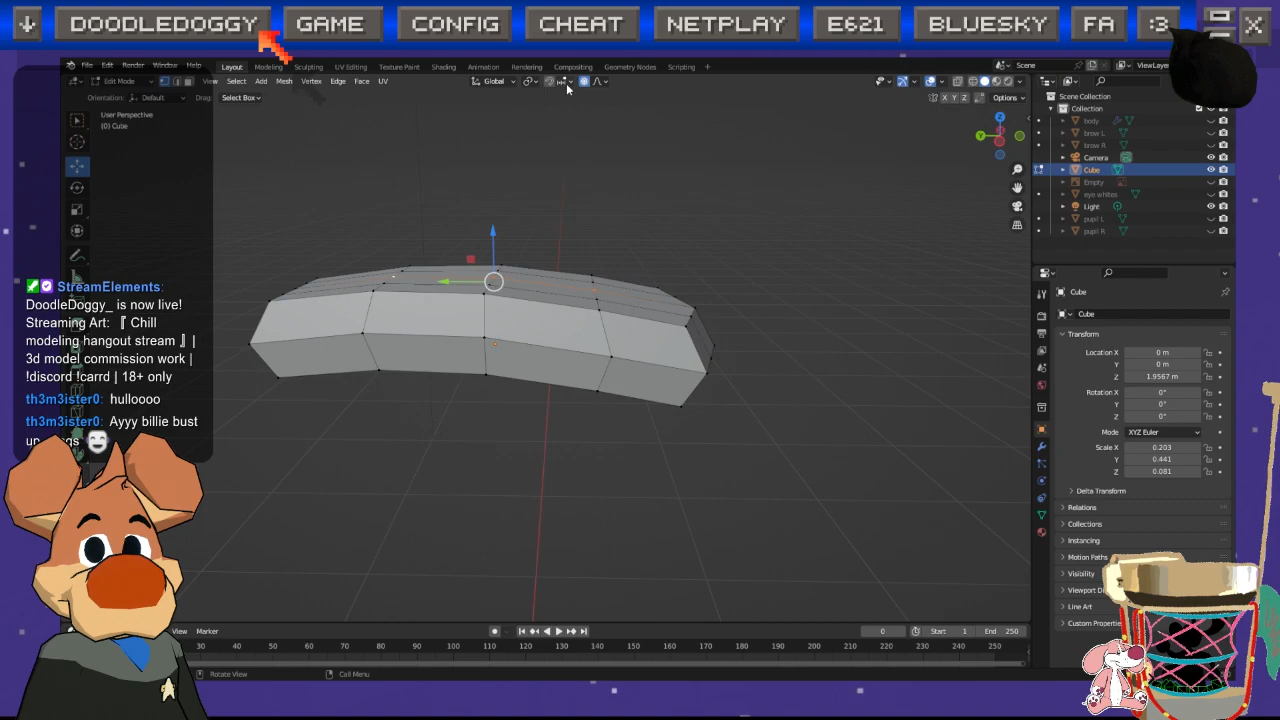 DOODLEDOGGY GAME CONFIG CHEAT NETPLAY E621 BLUESKY FA :3
File Edit Render Window Help Layout Modeling Sculpting UV Editing Texture Paint Shading Animation Rendering Compositing Geometry Nodes Scripting + Scene ViewLayer
Edit Mode View Select Add Mesh Vertex Edge Face UV Global
Orientation: Default Drag: Select Box X Y Z Options
User Perspective
(0) Cube
Z
Y
Scene Collection
Collection
body
brow L
brow R
Camera
Cube
Empty
eye whites
Light
pupil L
pupil R
Cube
Cube
Transform
Location X 0 m
Y 0 m
Z 1.9567 m
Rotation X 0°
Y 0°
Z 0°
Mode XYZ Euler
Scale X 0.203
Y 0.441
Z 0.081
Delta Transform
Relations
Collections
Instancing
Motion Paths
Visibility
Line Art
StreamElements:
DoodleDoggy_ is now live!
Streaming Art: 『 Chill
modeling hangout stream 』|
3d model commission work |
!discord !carrd | 18+ only
th3m3ister0: hulloooo
th3m3ister0: Ayyy billie bust
View Marker 0 Start 1 End 250
30 40 50 60 70 80 90 100 110 120 130 140 150 160 170 180 190 200 210 220 230 240 250
Rotate View Call Menu